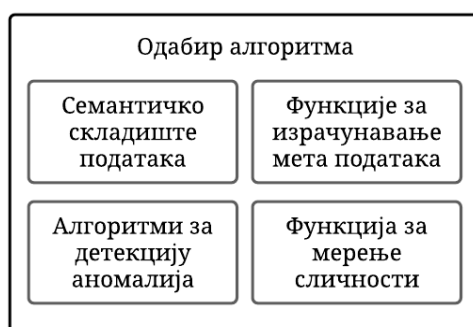 Одабир алгоритма
Семантичко
складиште
података
Функције за
израчунавање
мета података
Алгоритми за
детекцију
аномалија
Функција за
мерење
сличности